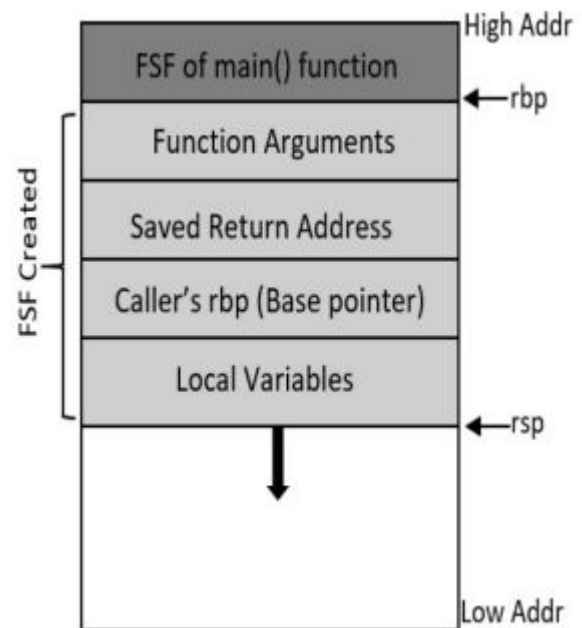 High Addr
FSF of main() function
rbp
Function Arguments
Saved Return Address
FSF Created
Caller's rbp (Base pointer)
Local Variables
rsp
Low Addr